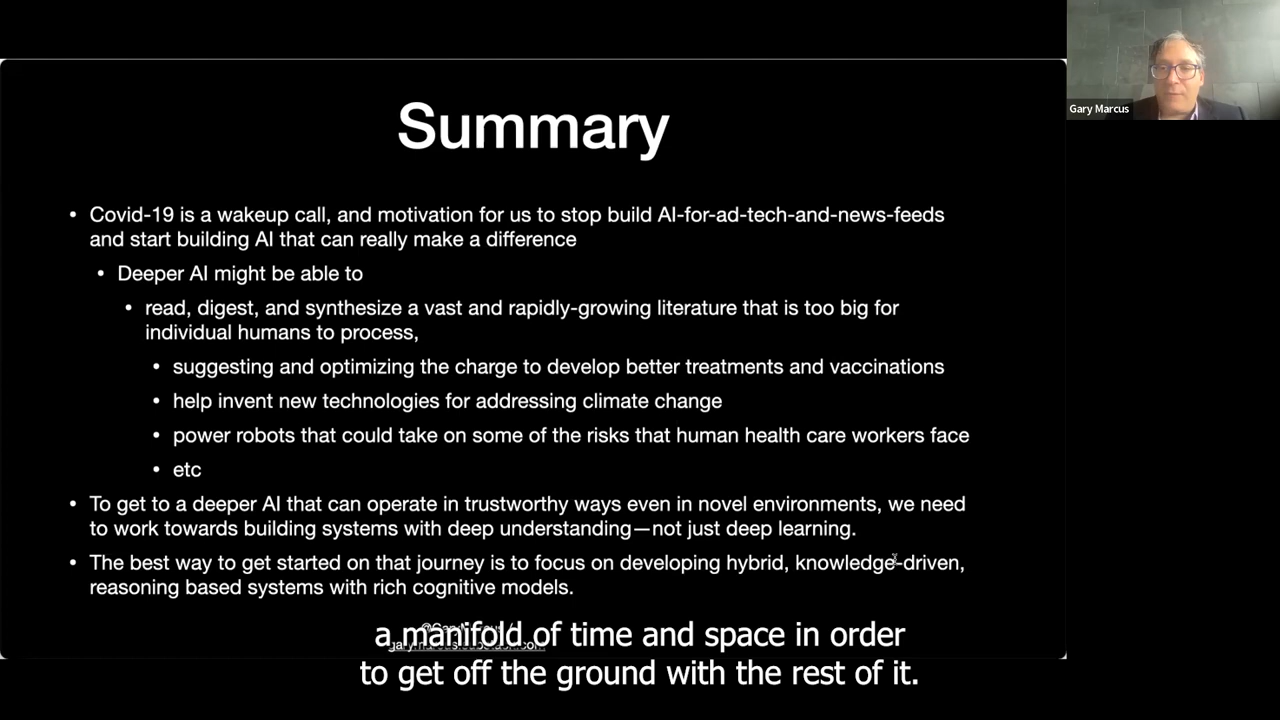 Gary Marcus
Summary
• Covid-19 is a wakeup call, and motivation for us to stop build AI-for-ad-tech-and-news-feeds
and start building AI that can really make a difference
• Deeper AI might be able to
• read, digest, and synthesize a vast and rapidly-growing literature that is too big for
individual humans to process,
• suggesting and optimizing the charge to develop better treatments and vaccinations
• help invent new technologies for addressing climate change
• power robots that could take on some of the risks that human health care workers face
• etc
• To get to a deeper AI that can operate in trustworthy ways even in novel environments, we need
to work towards building systems with deep understanding—not just deep learning.
• The best way to get started on that journey is to focus on developing hybrid, knowledge-driven,
reasoning based systems with rich cognitive models.
a manifold of time and space in order
to get off the ground with the rest of it.